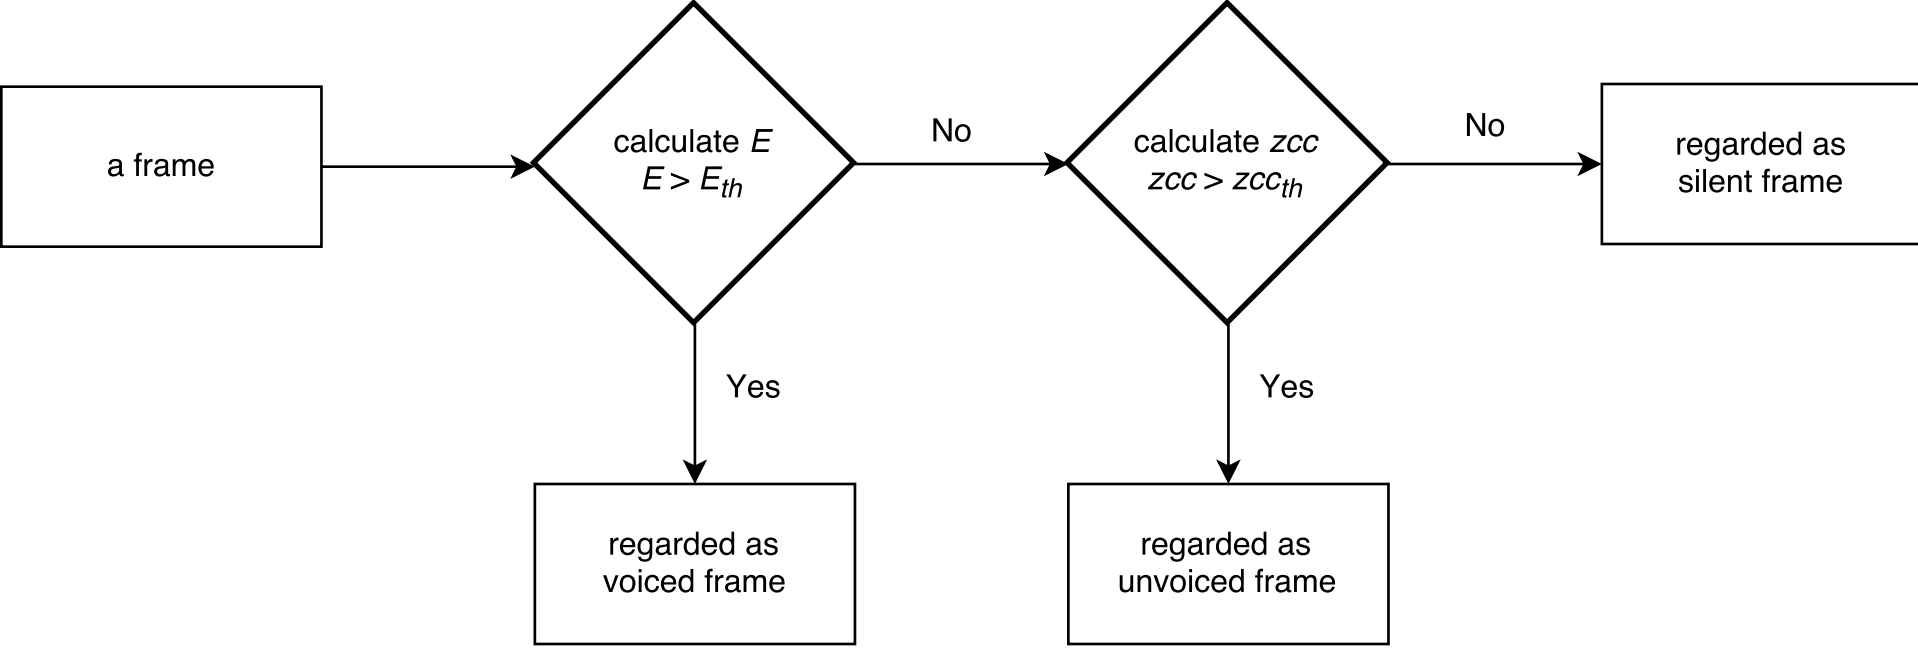 a frame
calculate E
E > Eth
No
calculate zcc
zcc > zccth
No
regarded as
silent frame
Yes
Yes
regarded as
voiced frame
regarded as
unvoiced frame